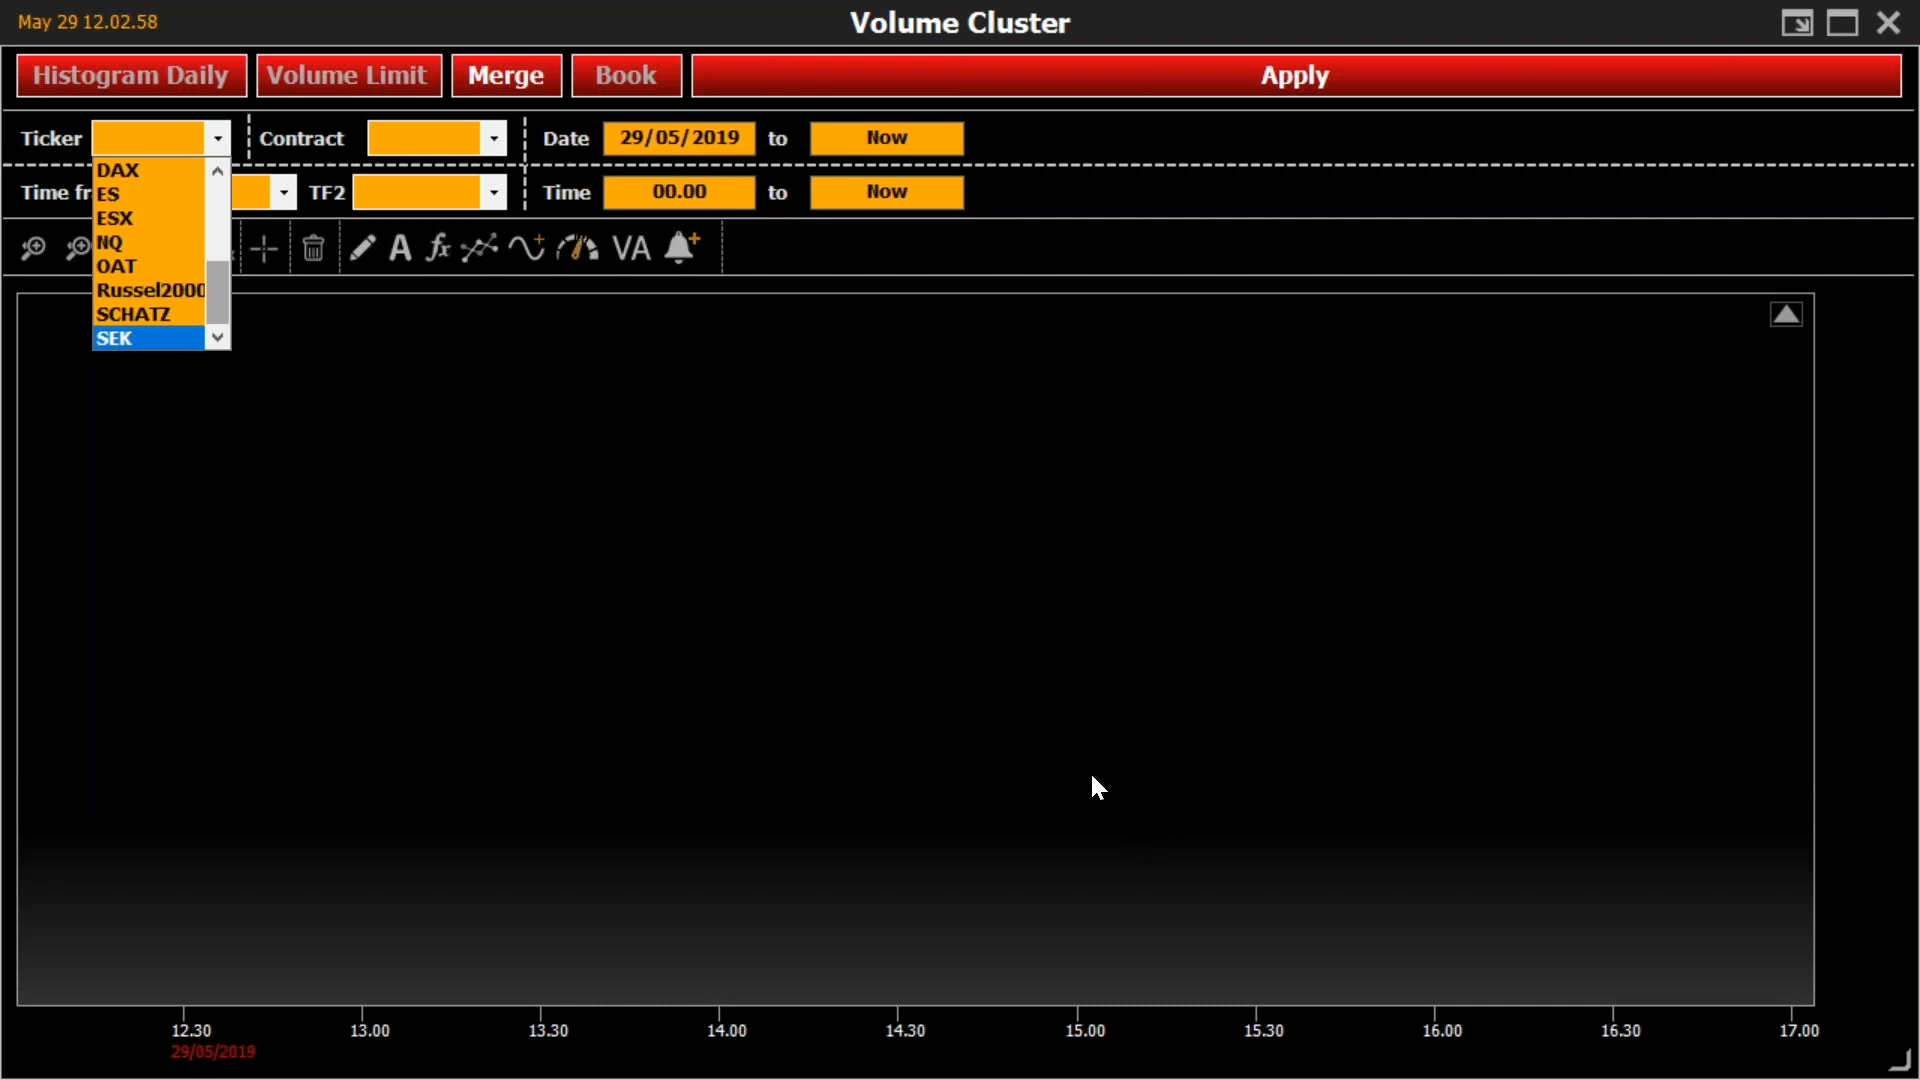 May 29 12.02.58
Volume Cluster
Histogram Daily Volume Limit Merge Book Apply
Ticker Contract Date 29/05/2019 to Now
DAX
Time fr TF2 Time 00.00 to Now
ES
ESX
NQ
OAT
Russel2000
SCHATZ
SEK
A fx VA
12.30 13.00 13.30 14.00 14.30 15.00 15.30 16.00 16.30 17.00
29/05/2019